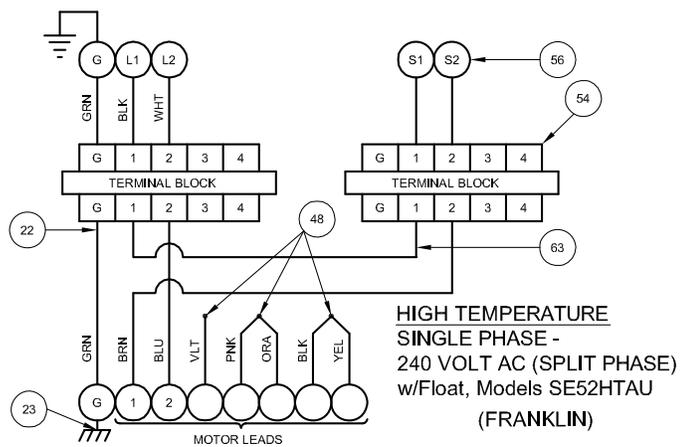 G L1 L2 S1 S2 56
GRN BLK WHT
54
G 1 2 3 4 G 1 2 3 4
TERMINAL BLOCK TERMINAL BLOCK
G 1 2 3 4 G 1 2 3 4
22 48 63
HIGH TEMPERATURE
SINGLE PHASE -
240 VOLT AC (SPLIT PHASE)
w/Float, Models SE52HTAU
(FRANKLIN)
GRN BRN BLU VLT PNK ORA BLK YEL
23 G 1 2
MOTOR LEADS